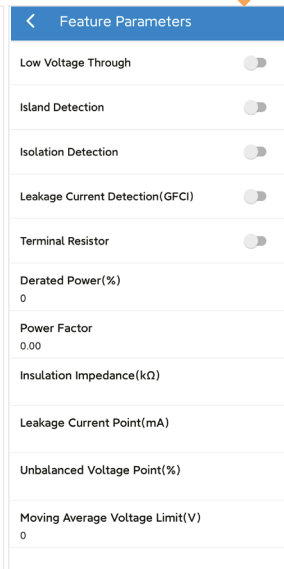 Feature Parameters
Low Voltage Through
Island Detection
Isolation Detection
Leakage Current Detection(GFCI)
Terminal Resistor
Derated Power(%)
0
Power Factor
0.00
Insulation Impedance(kΩ)
Leakage Current Point(mA)
Unbalanced Voltage Point(%)
Moving Average Voltage Limit(V)
0